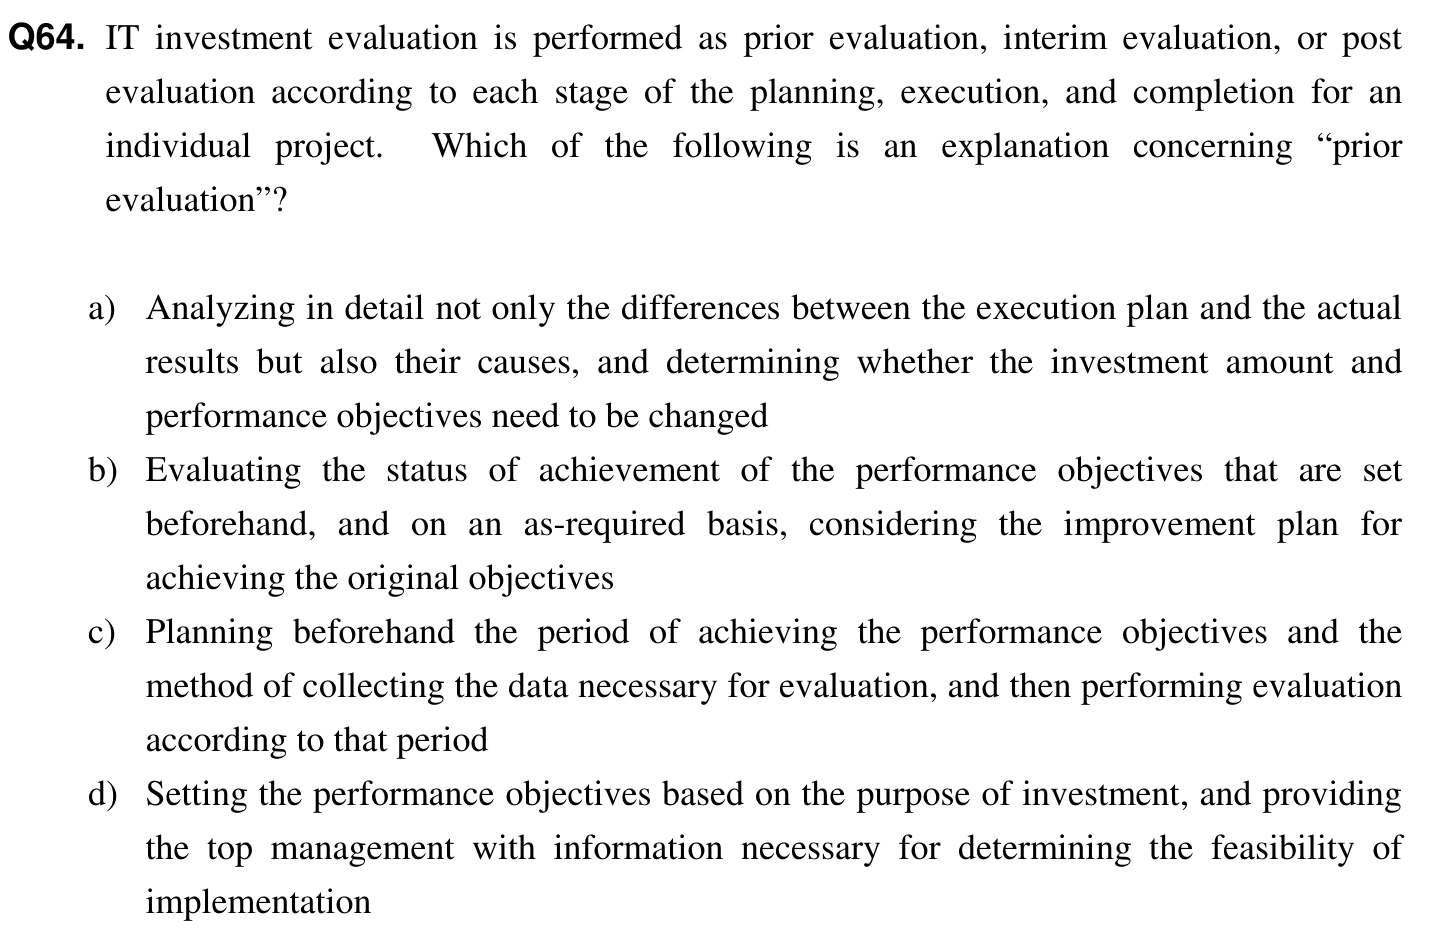 Q64. IT investment evaluation is performed as prior evaluation, interim evaluation, or post
evaluation according to each stage of the planning, execution, and completion for an
individual project. Which of the following is an explanation concerning “prior
evaluation”?
a) Analyzing in detail not only the differences between the execution plan and the actual
results but also their causes, and determining whether the investment amount and
performance objectives need to be changed
b) Evaluating the status of achievement of the performance objectives that are set
beforehand, and on an as-required basis, considering the improvement plan for
achieving the original objectives
c) Planning beforehand the period of achieving the performance objectives and the
method of collecting the data necessary for evaluation, and then performing evaluation
according to that period
d) Setting the performance objectives based on the purpose of investment, and providing
the top management with information necessary for determining the feasibility of
implementation